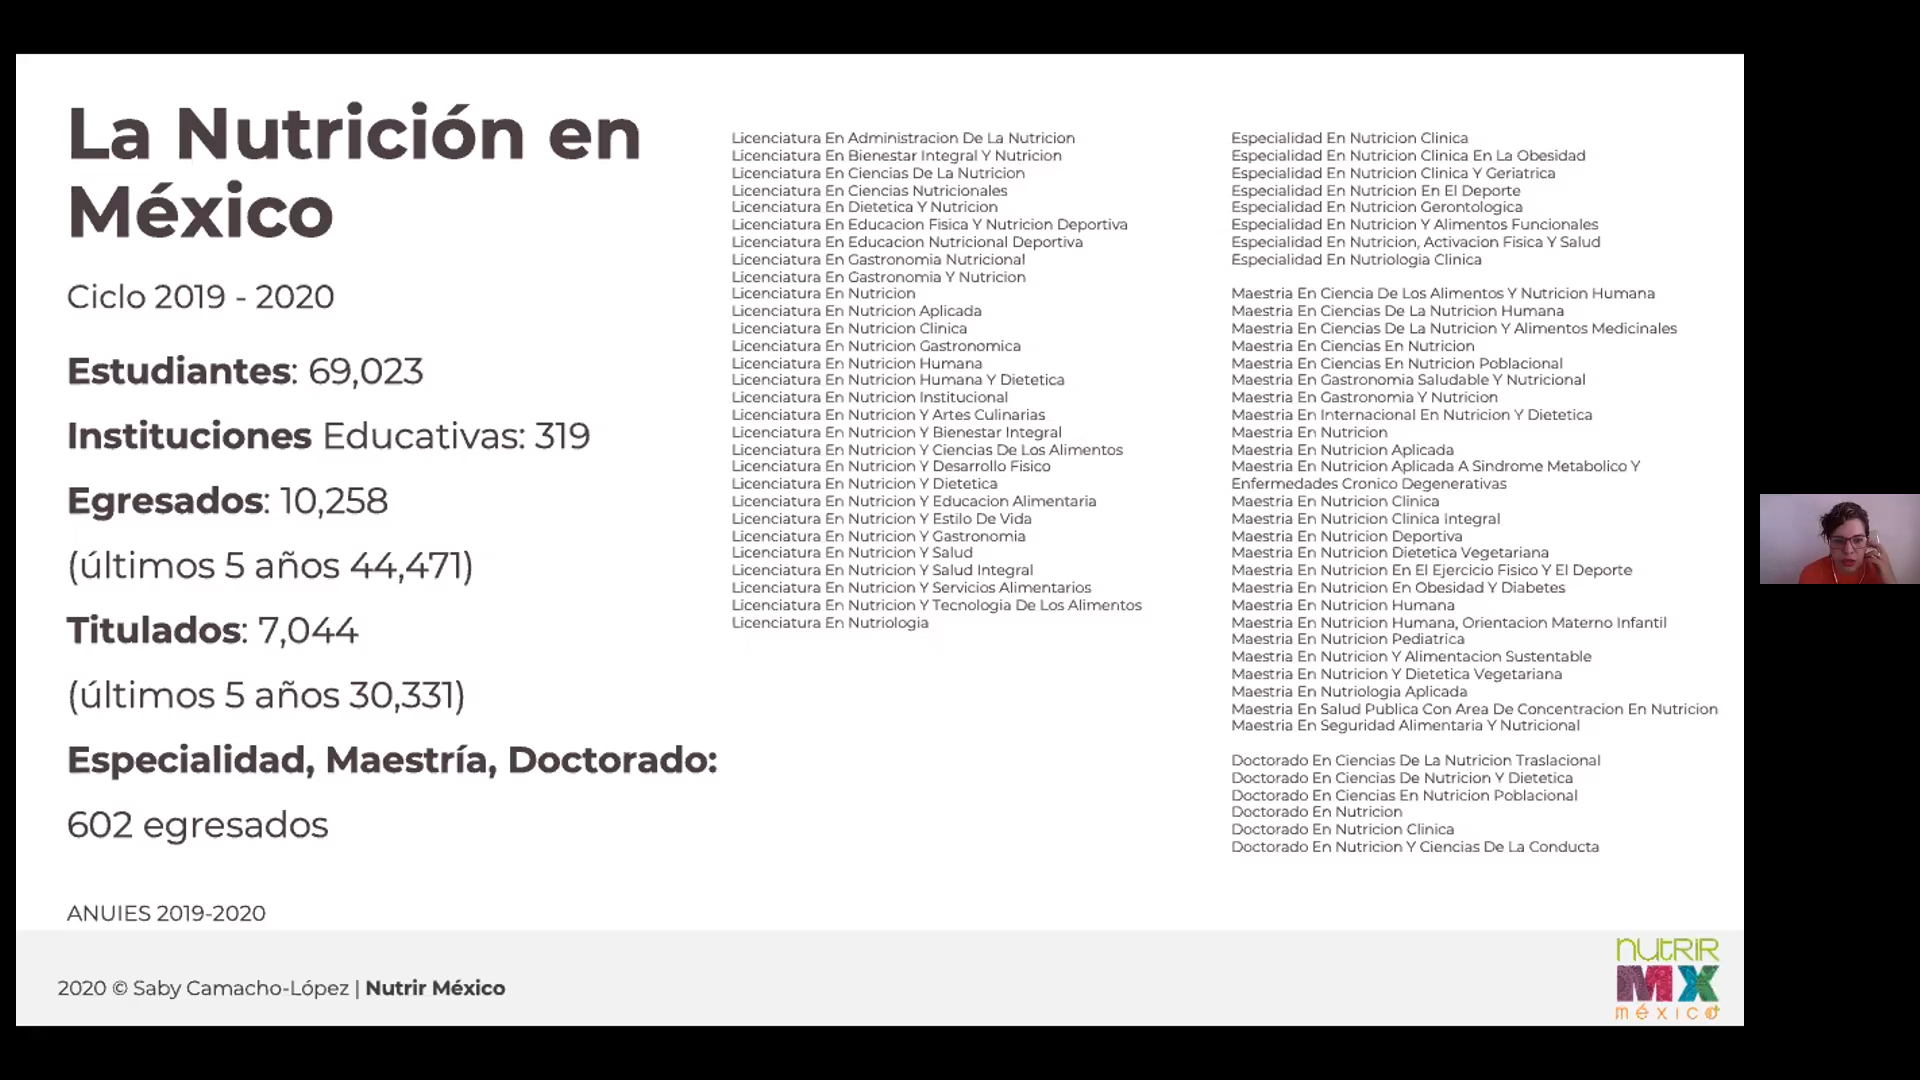 La Nutrición en
México
Ciclo 2019 - 2020
Estudiantes: 69,023
Instituciones Educativas: 319
Egresados: 10,258
(últimos 5 años 44,471)
Titulados: 7,044
(últimos 5 años 30,331)
Especialidad, Maestría, Doctorado:
602 egresados
ANUIES 2019-2020
Licenciatura En Administracion De La Nutricion
Licenciatura En Bienestar Integral Y Nutricion
Licenciatura En Ciencias De La Nutricion
Licenciatura En Ciencias Nutricionales
Licenciatura En Dietetica Y Nutricion
Licenciatura En Educacion Fisica Y Nutricion Deportiva
Licenciatura En Educacion Nutricional Deportiva
Licenciatura En Gastronomia Nutricional
Licenciatura En Gastronomia Y Nutricion
Licenciatura En Nutricion
Licenciatura En Nutricion Aplicada
Licenciatura En Nutricion Clinica
Licenciatura En Nutricion Gastronomica
Licenciatura En Nutricion Humana
Licenciatura En Nutricion Humana Y Dietetica
Licenciatura En Nutricion Institucional
Licenciatura En Nutricion Y Artes Culinarias
Licenciatura En Nutricion Y Bienestar Integral
Licenciatura En Nutricion Y Ciencias De Los Alimentos
Licenciatura En Nutricion Y Desarrollo Fisico
Licenciatura En Nutricion Y Dietetica
Licenciatura En Nutricion Y Educacion Alimentaria
Licenciatura En Nutricion Y Estilo De Vida
Licenciatura En Nutricion Y Gastronomia
Licenciatura En Nutricion Y Salud
Licenciatura En Nutricion Y Salud Integral
Licenciatura En Nutricion Y Servicios Alimentarios
Licenciatura En Nutricion Y Tecnologia De Los Alimentos
Licenciatura En Nutriologia
Especialidad En Nutricion Clinica
Especialidad En Nutricion Clinica En La Obesidad
Especialidad En Nutricion Clinica Y Geriatrica
Especialidad En Nutricion En El Deporte
Especialidad En Nutricion Gerontologica
Especialidad En Nutricion Y Alimentos Funcionales
Especialidad En Nutricion, Activacion Fisica Y Salud
Especialidad En Nutriologia Clinica
Maestria En Ciencia De Los Alimentos Y Nutricion Humana
Maestria En Ciencias De La Nutricion Humana
Maestria En Ciencias De La Nutricion Y Alimentos Medicinales
Maestria En Ciencias En Nutricion
Maestria En Ciencias En Nutricion Poblacional
Maestria En Gastronomia Saludable Y Nutricional
Maestria En Gastronomia Y Nutricion
Maestria En Internacional En Nutricion Y Dietetica
Maestria En Nutricion
Maestria En Nutricion Aplicada
Maestria En Nutricion Aplicada A Sindrome Metabolico Y
Enfermedades Cronico Degenerativas
Maestria En Nutricion Clinica
Maestria En Nutricion Clinica Integral
Maestria En Nutricion Deportiva
Maestria En Nutricion Dietetica Vegetariana
Maestria En Nutricion En El Ejercicio Fisico Y El Deporte
Maestria En Nutricion En Obesidad Y Diabetes
Maestria En Nutricion Humana
Maestria En Nutricion Humana, Orientacion Materno Infantil
Maestria En Nutricion Pediatrica
Maestria En Nutricion Y Alimentacion Sustentable
Maestria En Nutricion Y Dietetica Vegetariana
Maestria En Nutriologia Aplicada
Maestria En Salud Publica Con Area De Concentracion En Nutricion
Maestria En Seguridad Alimentaria Y Nutricional
Doctorado En Ciencias De La Nutricion Traslacional
Doctorado En Ciencias De Nutricion Y Dietetica
Doctorado En Ciencias En Nutricion Poblacional
Doctorado En Nutricion
Doctorado En Nutricion Clinica
Doctorado En Nutricion Y Ciencias De La Conducta
2020 © Saby Camacho-López | Nutrir México
nutRIR
MX
méxico